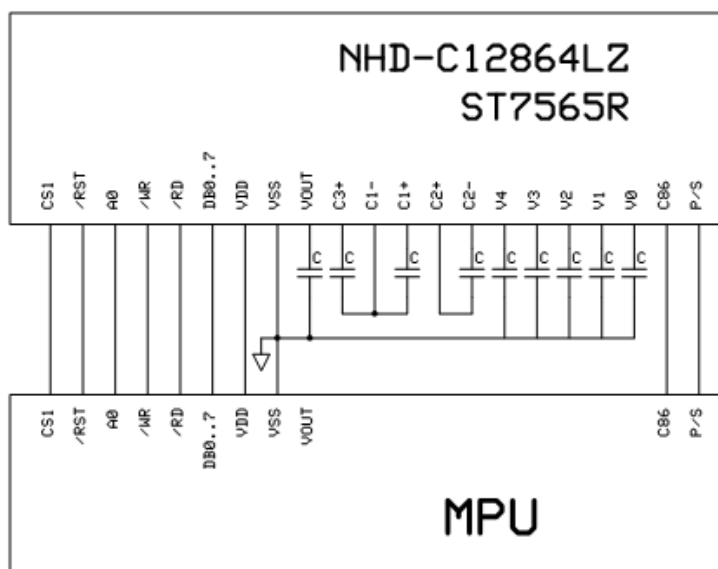 NHD-C12864LZ
ST7565R
CS1 /RST A0 /WR /RD DB0..7 VDD VSS VOUT C3+ C1- C1+ C2+ C2- V4 V3 V2 V1 V0 C86 P/S
C C C C C C C C C
CS1 /RST A0 /WR /RD DB0..7 VDD VSS VOUT C86 P/S
MPU